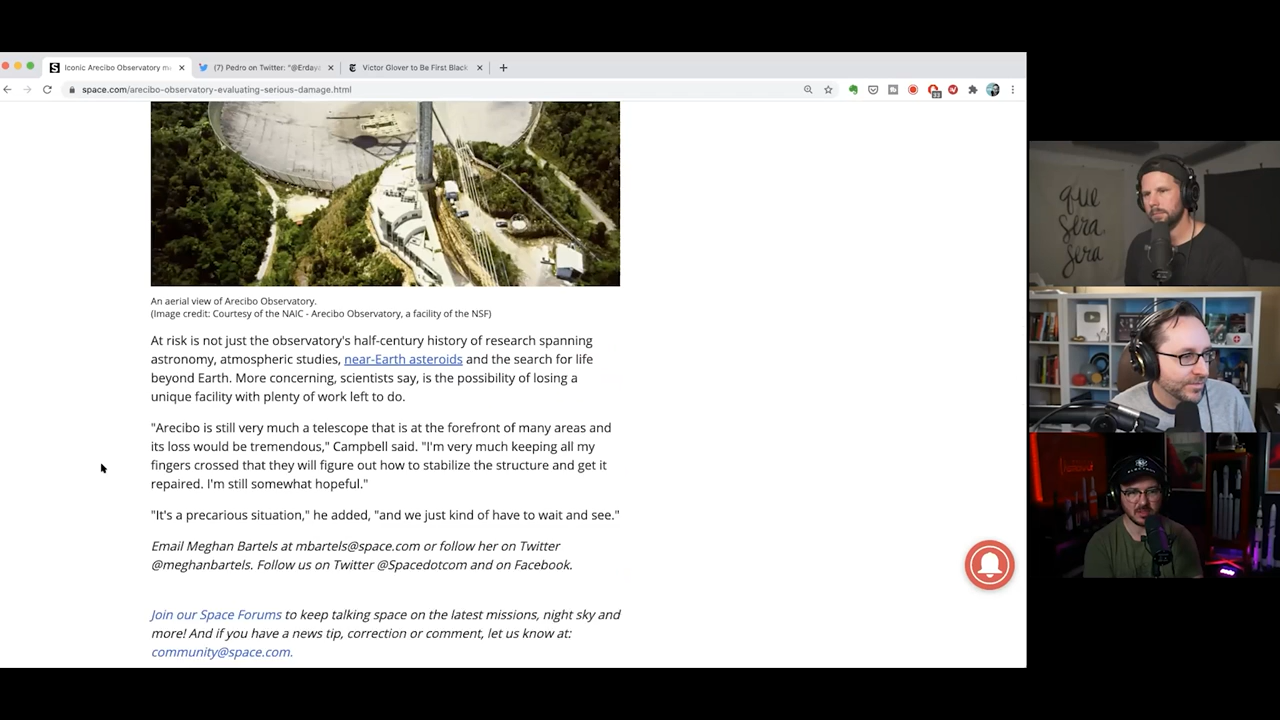 Iconic Arecibo Observatory m
(7) Pedro on Twitter: "@Erday
Victor Glover to Be First Black
space.com/arecibo-observatory-evaluating-serious-damage.html
An aerial view of Arecibo Observatory.
(Image credit: Courtesy of the NAIC - Arecibo Observatory, a facility of the NSF)
At risk is not just the observatory's half-century history of research spanning
astronomy, atmospheric studies, near-Earth asteroids and the search for life
beyond Earth. More concerning, scientists say, is the possibility of losing a
unique facility with plenty of work left to do.
"Arecibo is still very much a telescope that is at the forefront of many areas and
its loss would be tremendous," Campbell said. "I'm very much keeping all my
fingers crossed that they will figure out how to stabilize the structure and get it
repaired. I'm still somewhat hopeful."
"It's a precarious situation," he added, "and we just kind of have to wait and see."
Email Meghan Bartels at mbartels@space.com or follow her on Twitter
@meghanbartels. Follow us on Twitter @Spacedotcom and on Facebook.
Join our Space Forums to keep talking space on the latest missions, night sky and
more! And if you have a news tip, correction or comment, let us know at:
community@space.com.
que
sera,
sera